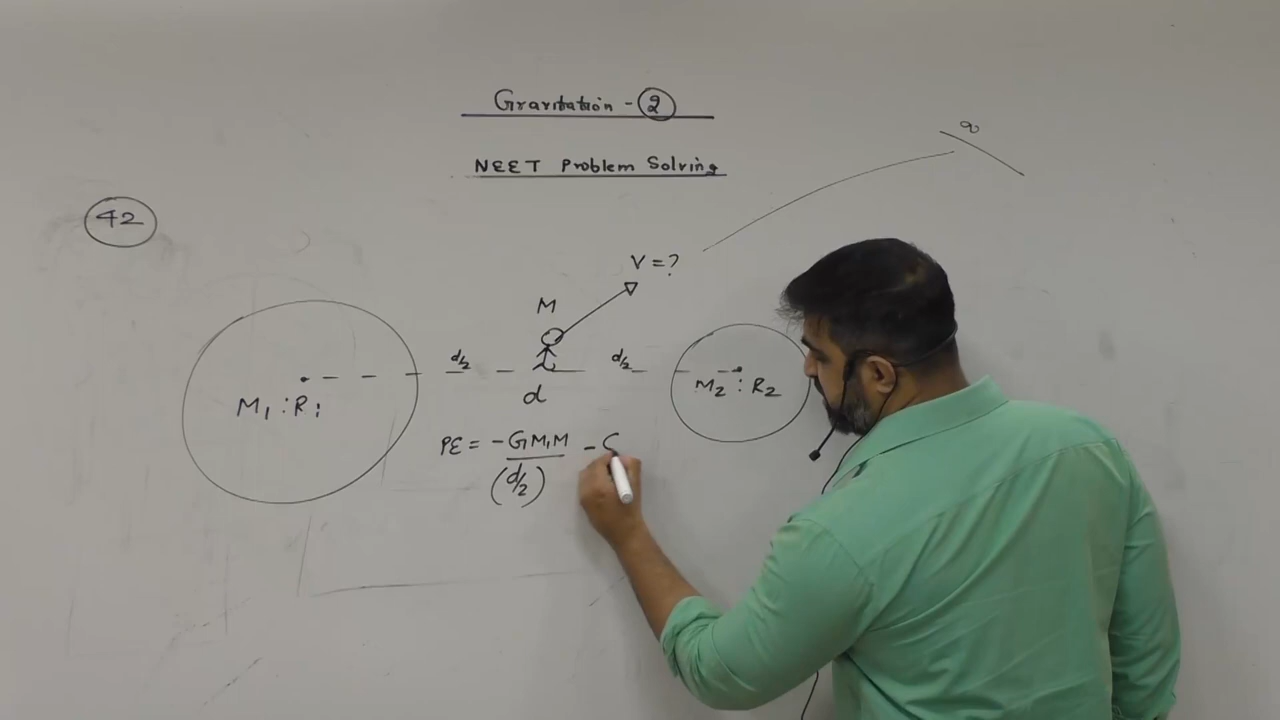 Gravitation - 2
NEET Problem Solving
∞
42
V = ?
M
d/2 d/2
M₁ : R₁ M₂ : R₂
d
PE = -GM₁M - G
(d/2)